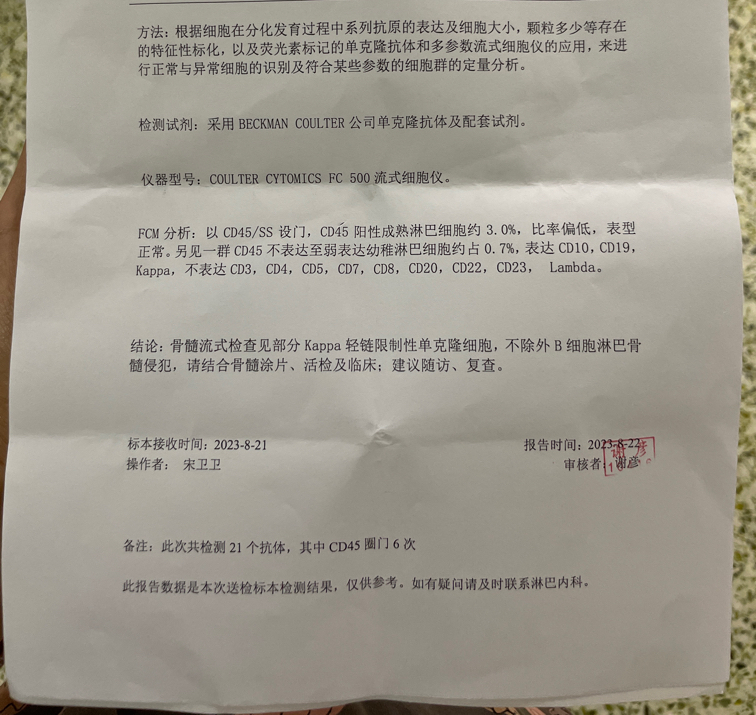 方法：根据细胞在分化发育过程中系列抗原的表达及细胞大小，颗粒多少等存在
的特征性标化，以及荧光素标记的单克隆抗体和多参数流式细胞仪的应用，来进
行正常与异常细胞的识别及符合某些参数的细胞群的定量分析。
检测试剂：采用 BECKMAN COULTER 公司单克隆抗体及配套试剂。
仪器型号：COULTER CYTOMICS FC 500 流式细胞仪。
FCM 分析：以 CD45/SS 设门，CD45 阳性成熟淋巴细胞约 3.0%，比率偏低，表型
正常。另见一群 CD45 不表达至弱表达幼稚淋巴细胞约占 0.7%，表达 CD10，CD19，
Kappa，不表达 CD3，CD4，CD5，CD7，CD8，CD20，CD22，CD23， Lambda。
结论：骨髓流式检查见部分 Kappa 轻链限制性单克隆细胞，不除外 B 细胞淋巴骨
髓侵犯，请结合骨髓涂片、活检及临床；建议随访、复查。
标本接收时间：2023-8-21
报告时间：2023-8-22
操作者： 宋卫卫
审核者：谢彦
备注：此次共检测 21 个抗体，其中 CD45 圈门 6 次
此报告数据是本次送检标本检测结果，仅供参考。如有疑问请及时联系淋巴内科。